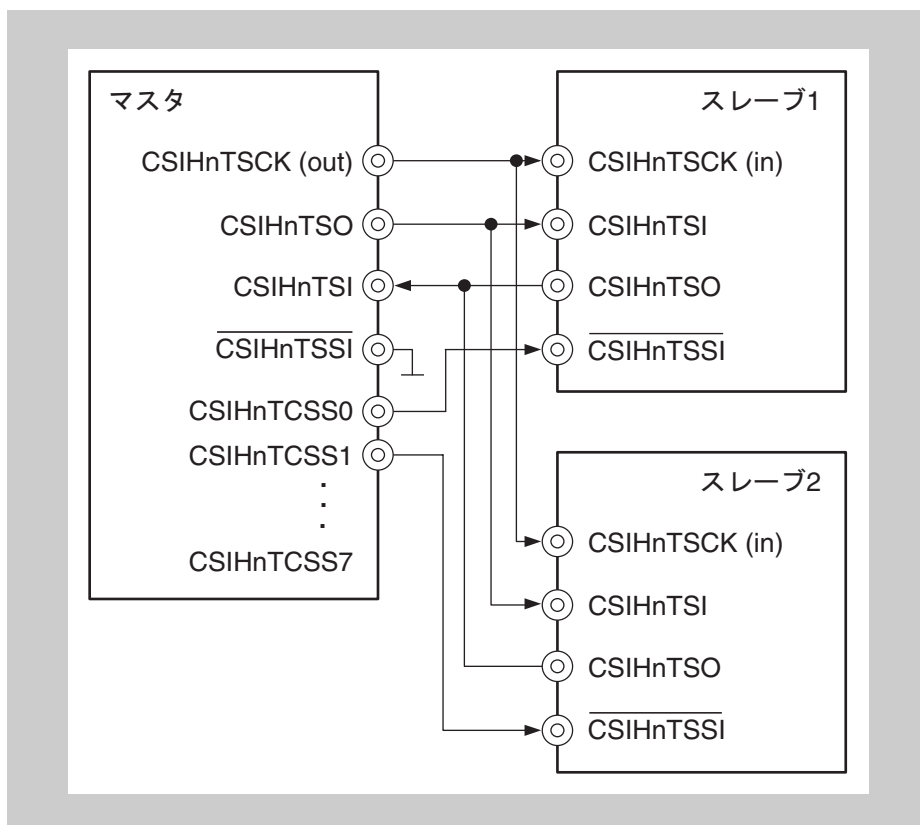 マスタ
CSIHnTSCK (out)
CSIHnTSO
CSIHnTSI
CSIHnTSSI
CSIHnTCSS0
CSIHnTCSS1
CSIHnTCSS7
スレーブ1
CSIHnTSCK (in)
CSIHnTSI
CSIHnTSO
CSIHnTSSI
スレーブ2
CSIHnTSCK (in)
CSIHnTSI
CSIHnTSO
CSIHnTSSI